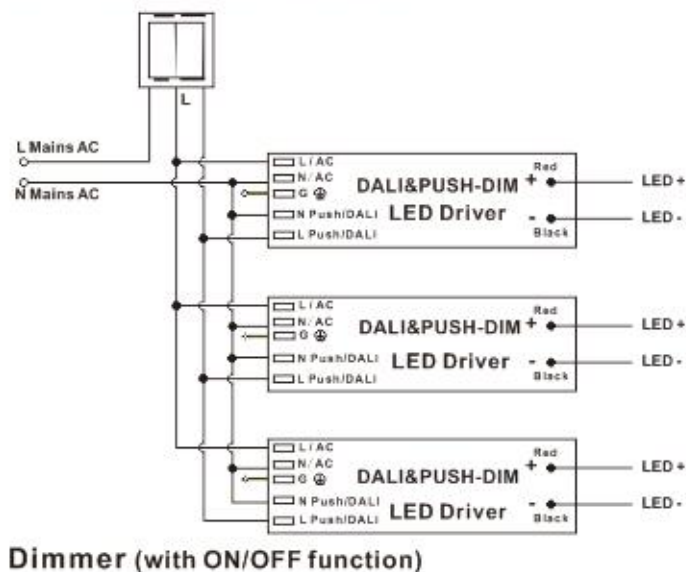 L
L Mains AC
N Mains AC
L / AC
N / AC
G
N Push/DALI
L Push/DALI
DALI&PUSH-DIM
LED Driver
Red
+
-
Black
LED +
LED -
L / AC
N / AC
G
N Push/DALI
L Push/DALI
DALI&PUSH-DIM
LED Driver
Red
+
-
Black
LED +
LED -
L / AC
N / AC
G
N Push/DALI
L Push/DALI
DALI&PUSH-DIM
LED Driver
Red
+
-
Black
LED +
LED -
Dimmer (with ON/OFF function)